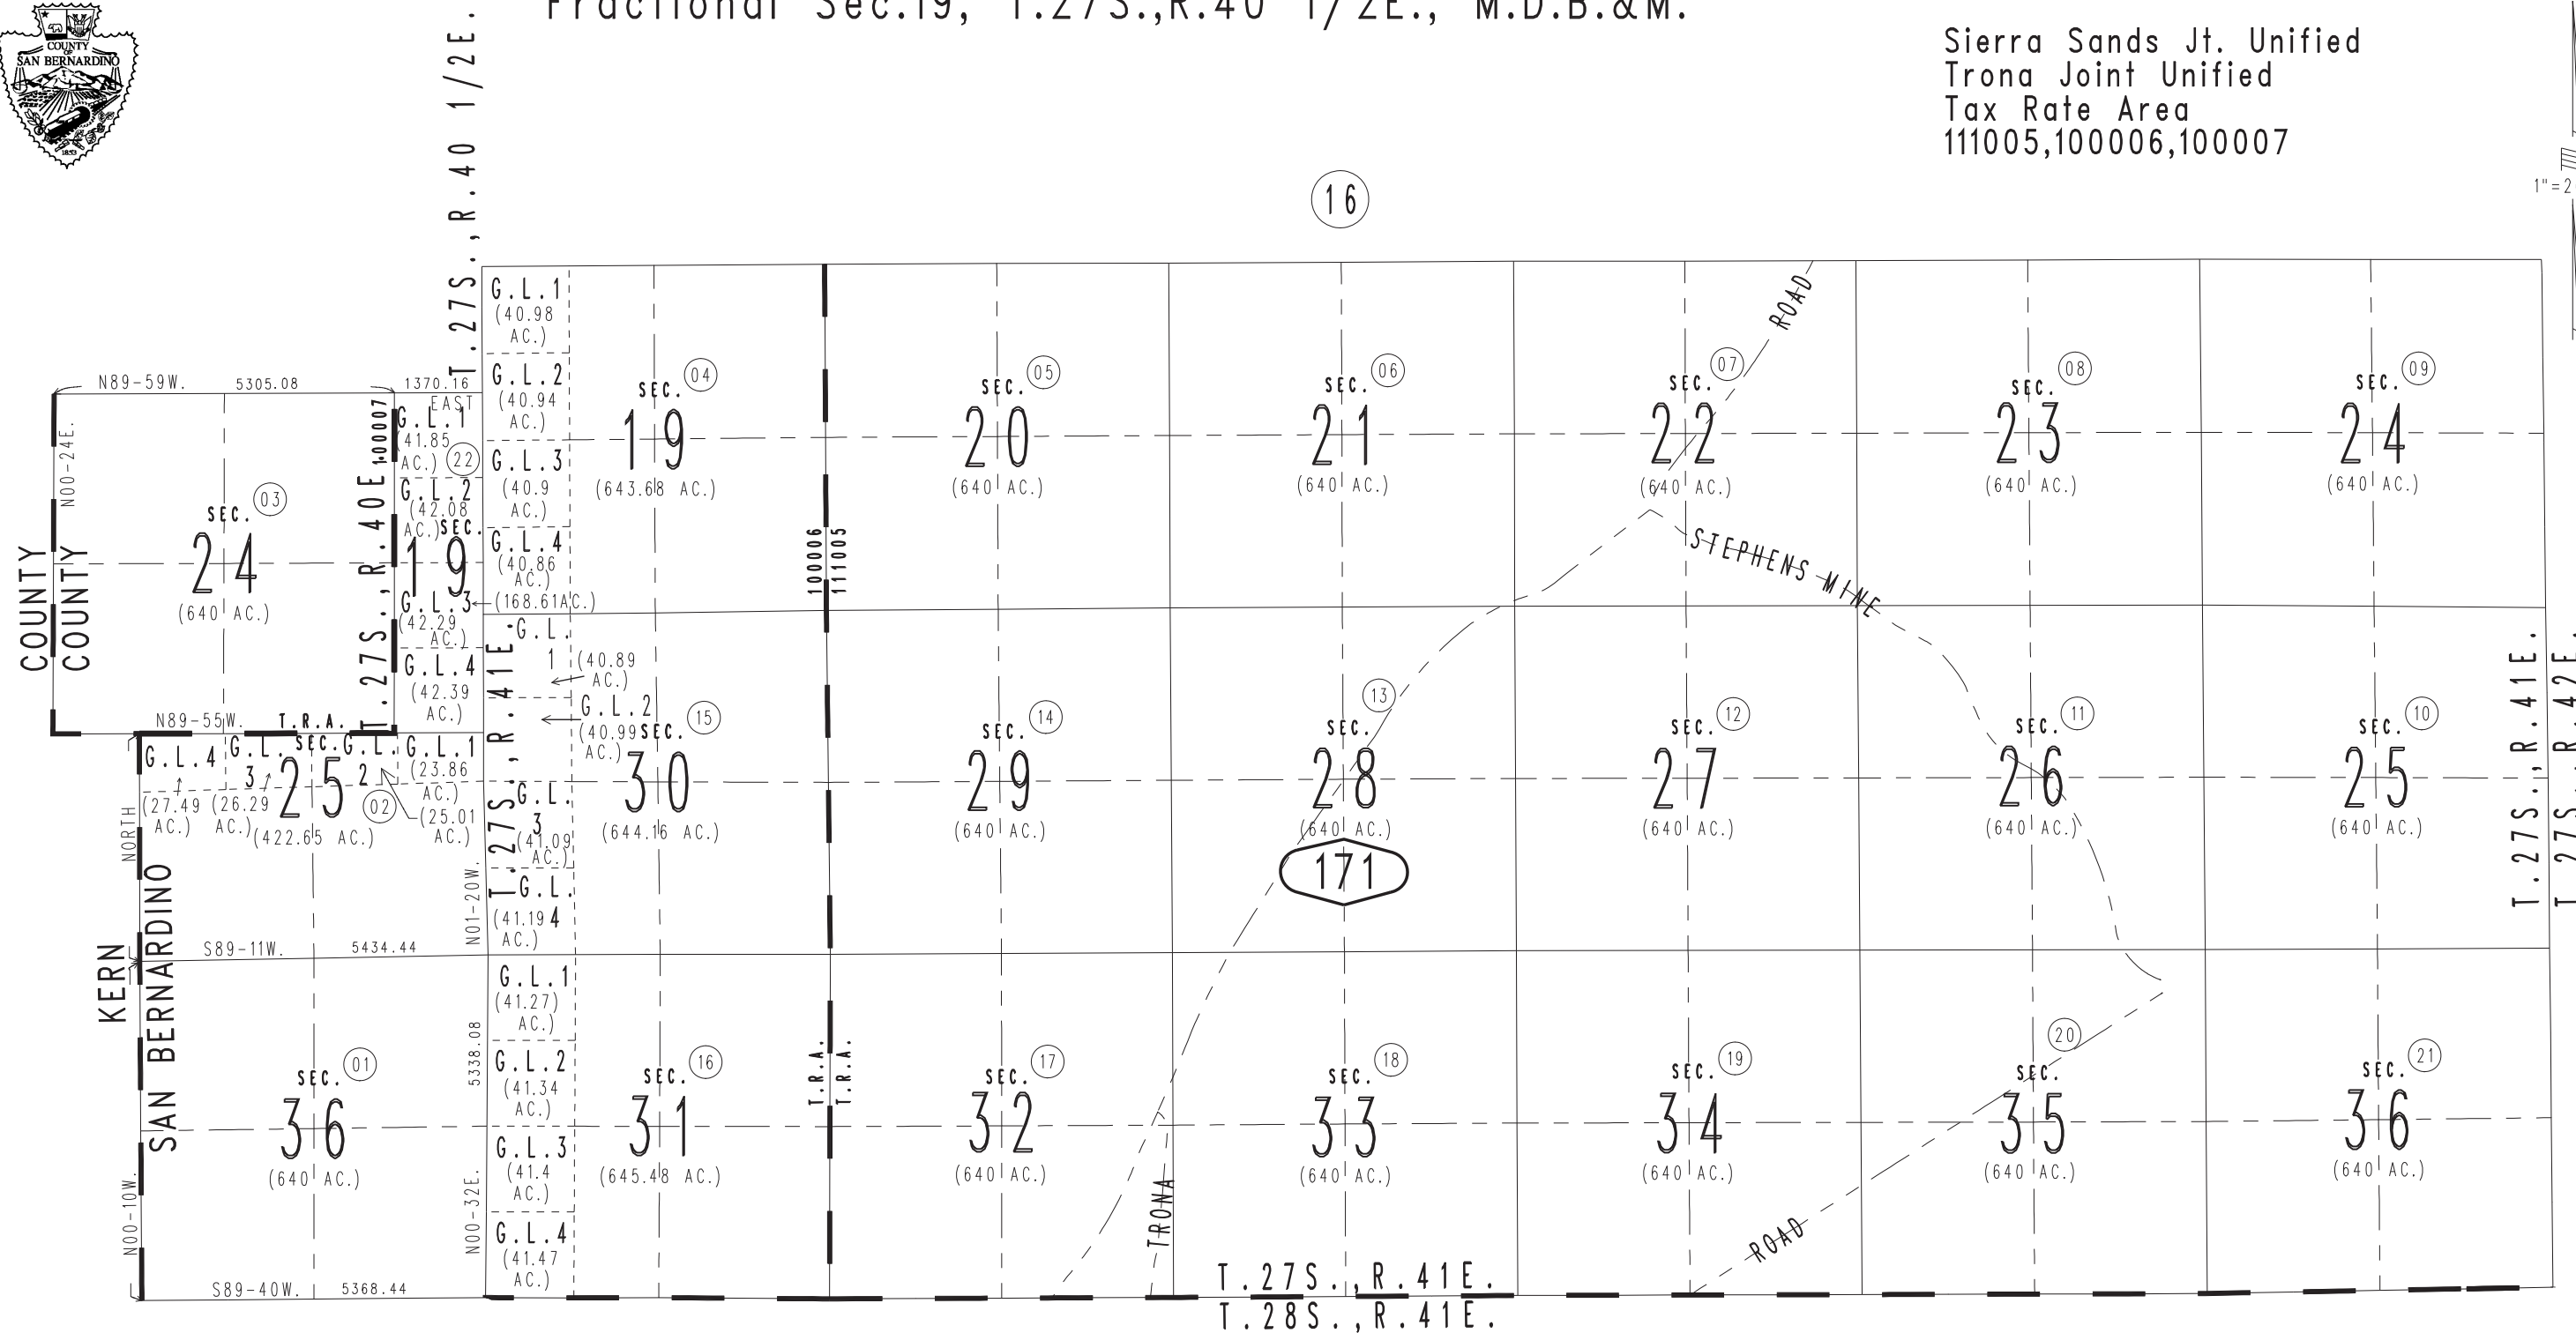 Fractional Sec.19, T.27S.,R.40 1/2E., M.D.B.&M.
COUNTY
OF
SAN BERNARDINO
1853
Sierra Sands Jt. Unified
Trona Joint Unified
Tax Rate Area
111005,100006,100007
1"=2
16
T.27S.,R.40 1/2E.
N89-59W. 5305.08
1370.16
EAST
N00-24E.
COUNTY
COUNTY
SEC. 03
24
(640 AC.)
T.27S.,R.40E.
100007
G.L.1
(41.85
AC.) 22
G.L.2
(42.08
AC.) SEC.
19
G.L.3
(168.61AC.)
(42.29
AC.)
G.L.4
(42.39
AC.)
G.L.1
(40.98
AC.)
G.L.2
(40.94
AC.)
G.L.3
(40.9
AC.)
G.L.4
(40.86
AC.)
SEC. 04
19
(643.68 AC.)
100006
111005
SEC. 05
20
(640 AC.)
SEC. 06
21
(640 AC.)
SEC. 07
22
(640 AC.)
ROAD
SEC. 08
23
(640 AC.)
SEC. 09
24
(640 AC.)
STEPHENS MINE
N89-55W.
T.R.A.
G.L.4
(27.49
AC.)
G.L.
3
(26.29
AC.)
SEC.
25
02
(422.65 AC.)
G.L.
2
(25.01
AC.)
G.L.1
(23.86
AC.)
NORTH
N01-20W.
T.27S.,R.41E.
G.L.
1
(40.89
AC.)
G.L.2
(40.99
AC.)
G.L.
3
(41.09
AC.)
G.L.
4
(41.19
AC.)
SEC. 15
30
(644.16 AC.)
SEC. 14
29
(640 AC.)
SEC. 13
28
(640 AC.)
171
SEC. 12
27
(640 AC.)
SEC. 11
26
(640 AC.)
SEC. 10
25
(640 AC.)
T.27S.,R.41E.
T.27S.,R.42E.
S89-11W. 5434.44
KERN
SAN BERNARDINO
N00-10W.
SEC. 01
36
(640 AC.)
5338.08
N00-32E.
G.L.1
(41.27)
AC.)
G.L.2
(41.34
AC.)
G.L.3
(41.4
AC.)
G.L.4
(41.47
AC.)
SEC. 16
31
(645.48 AC.)
T.R.A.
T.R.A.
SEC. 17
32
(640 AC.)
TRONA
SEC. 18
33
(640 AC.)
SEC. 19
34
(640 AC.)
ROAD
SEC. 20
35
(640 AC.)
SEC. 21
36
(640 AC.)
S89-40W. 5368.44
T.27S.,R.41E.
T.28S.,R.41E.